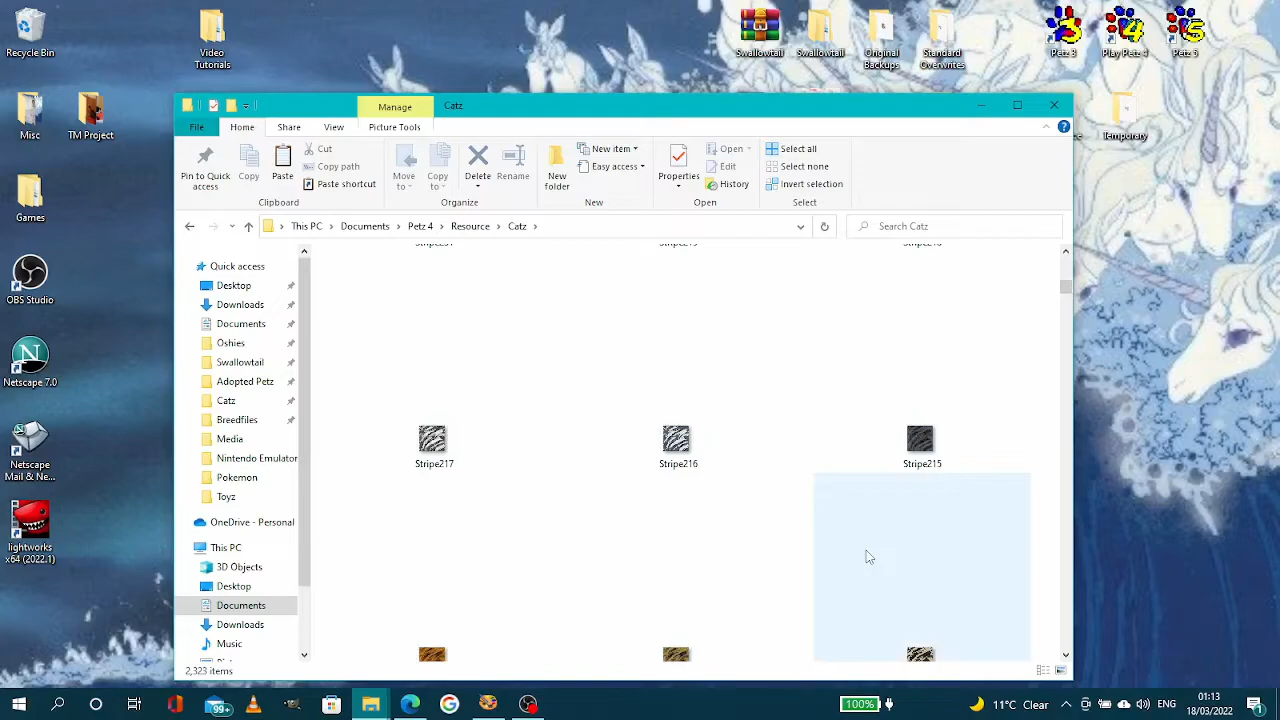 Recycle Bin
Video Tutorials
Swallowtail
Swallowtail
Original Backups
Standard Overwrites
Petz 3
Play Petz 4
Petz 5
Misc
TM Project
Temporary
Games
OBS Studio
Netscape 7.0
Netscape Mail & Ne...
lightworks x64 (2022.1)
Manage
Catz
File
Home
Share
View
Picture Tools
Pin to Quick access
Copy
Paste
Cut
Copy path
Paste shortcut
Clipboard
Move to
Copy to
Delete
Rename
Organize
New folder
New item
Easy access
New
Properties
Open
Edit
History
Open
Select all
Select none
Invert selection
Select
This PC > Documents > Petz 4 > Resource > Catz >
Search Catz
Quick access
Desktop
Downloads
Documents
Oshies
Swallowtail
Adopted Petz
Catz
Breedfiles
Media
Nintendo Emulator
Pokemon
Toyz
OneDrive - Personal
This PC
3D Objects
Desktop
Documents
Downloads
Music
Stripe217
Stripe216
Stripe215
2,323 items
99+
100%
11°C Clear
ENG
01:13
18/03/2022
1